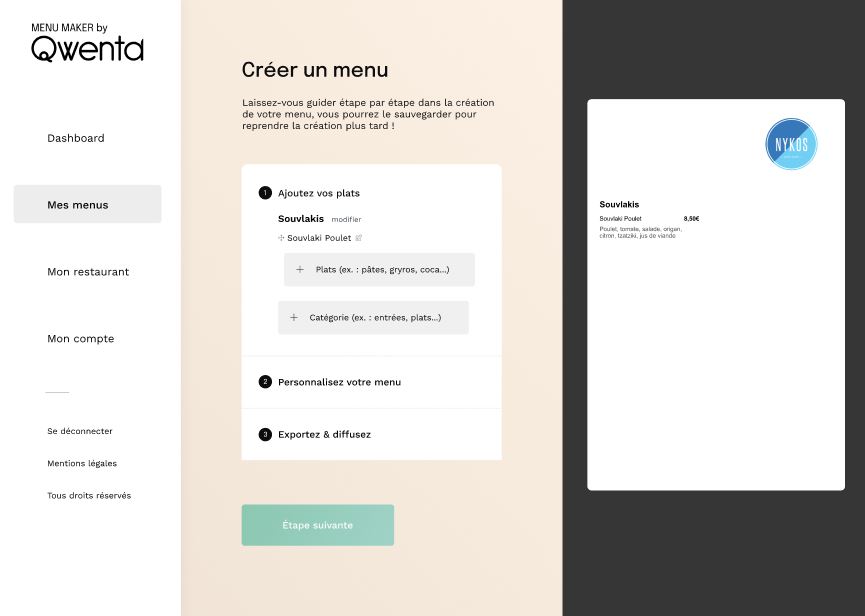 MENU MAKER by
Qwenta
Dashboard
Mes menus
Mon restaurant
Mon compte
Se déconnecter
Mentions légales
Tous droits réservés
Créer un menu
Laissez-vous guider étape par étape dans la création
de votre menu, vous pourrez le sauvegarder pour
reprendre la création plus tard !
1 Ajoutez vos plats
Souvlakis modifier
Souvlaki Poulet
+ Plats (ex. : pâtes, gryros, coca...)
+ Catégorie (ex. : entrées, plats...)
2 Personnalisez votre menu
3 Exportez & diffusez
Étape suivante
NYKOS
Souvlakis
Souvlaki Poulet 8,50€
Poulet, tomate, salade, origan,
citron, tzatziki, jus de viande